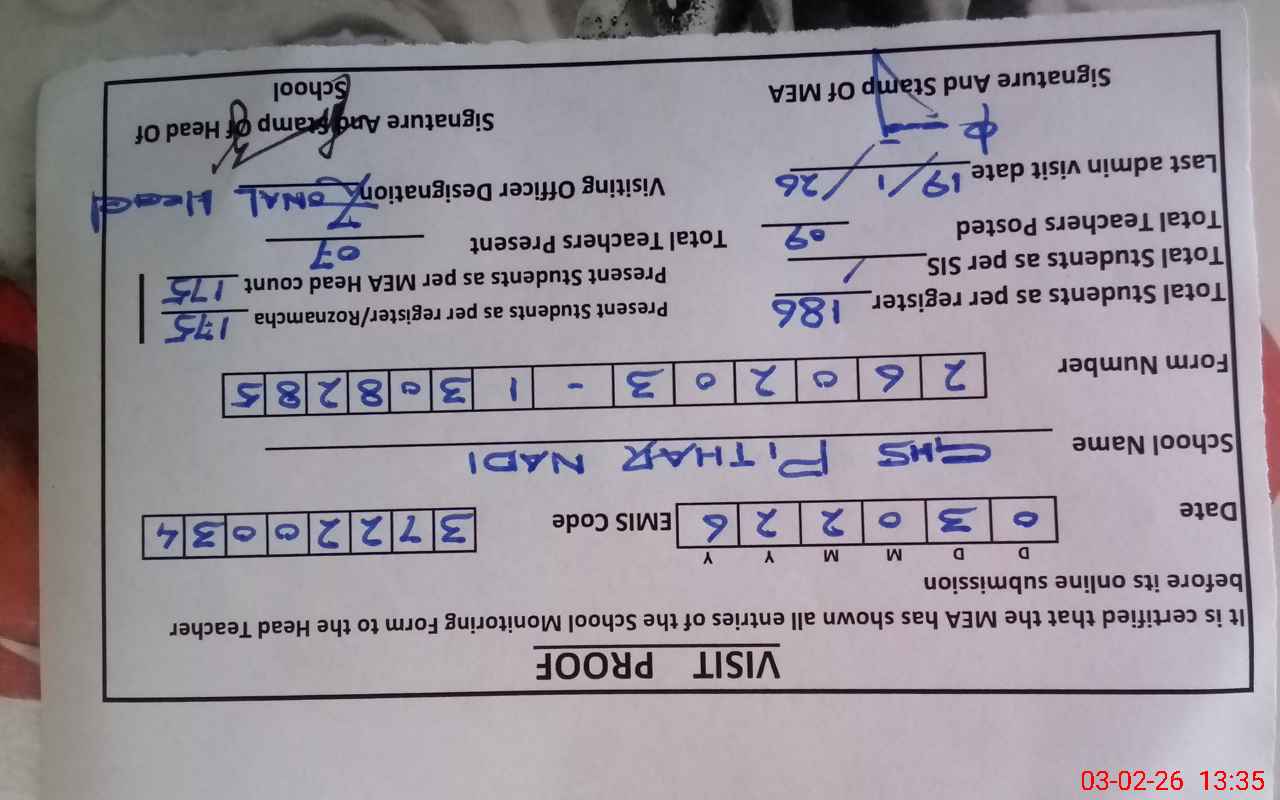 VISIT PROOF
It is certified that the MEA has shown all entries of the School Monitoring Form to the Head Teacher
before its online submission
D D M M Y Y
Date 0 3 0 2 2 6 EMIS Code 3 7 2 2 0 0 3 4
School Name GHS PITHAR NADI
Form Number 2 6 0 2 0 3 - 1 3 0 8 2 8 5
Total Students as per register 186 Present Students as per register/Roznamcha 175
Total Students as per SIS / Present Students as per MEA Head count 175
Total Teachers Posted 09 Total Teachers Present 07
Last admin visit date 19/1/26 Visiting Officer Designation ZONAL Head
Signature And Stamp Of MEA Signature And Stamp Of Head Of
School
03-02-26 13:35